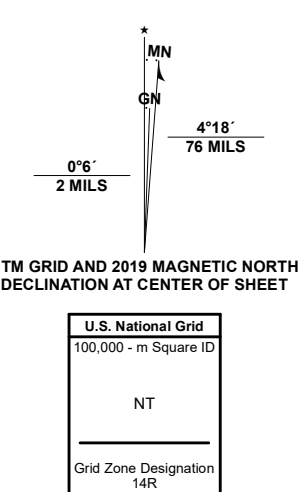 ★
MN
GN
4°18´
76 MILS
0°6´
2 MILS
TM GRID AND 2019 MAGNETIC NORTH
DECLINATION AT CENTER OF SHEET
U.S. National Grid
100,000 - m Square ID
NT
Grid Zone Designation
14R